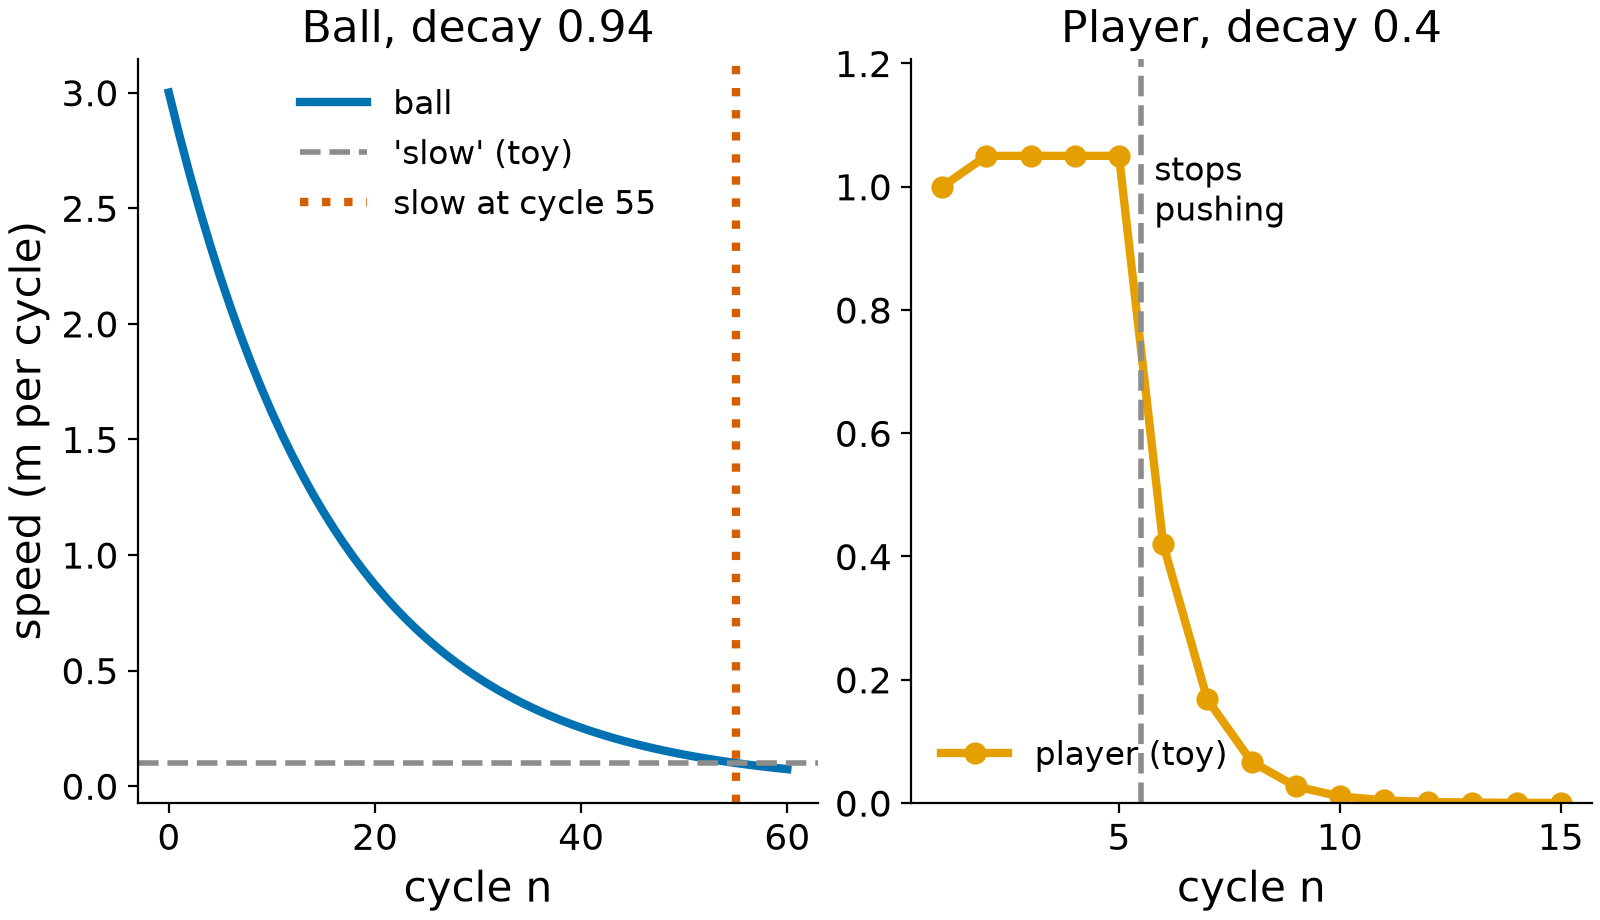 Ball, decay 0.94
speed (m per cycle)
3.0
2.5
2.0
1.5
1.0
0.5
0.0
ball
'slow' (toy)
slow at cycle 55
0 20 40 60
cycle n
Player, decay 0.4
1.2
1.0
0.8
0.6
0.4
0.2
0.0
stops
pushing
player (toy)
5 10 15
cycle n